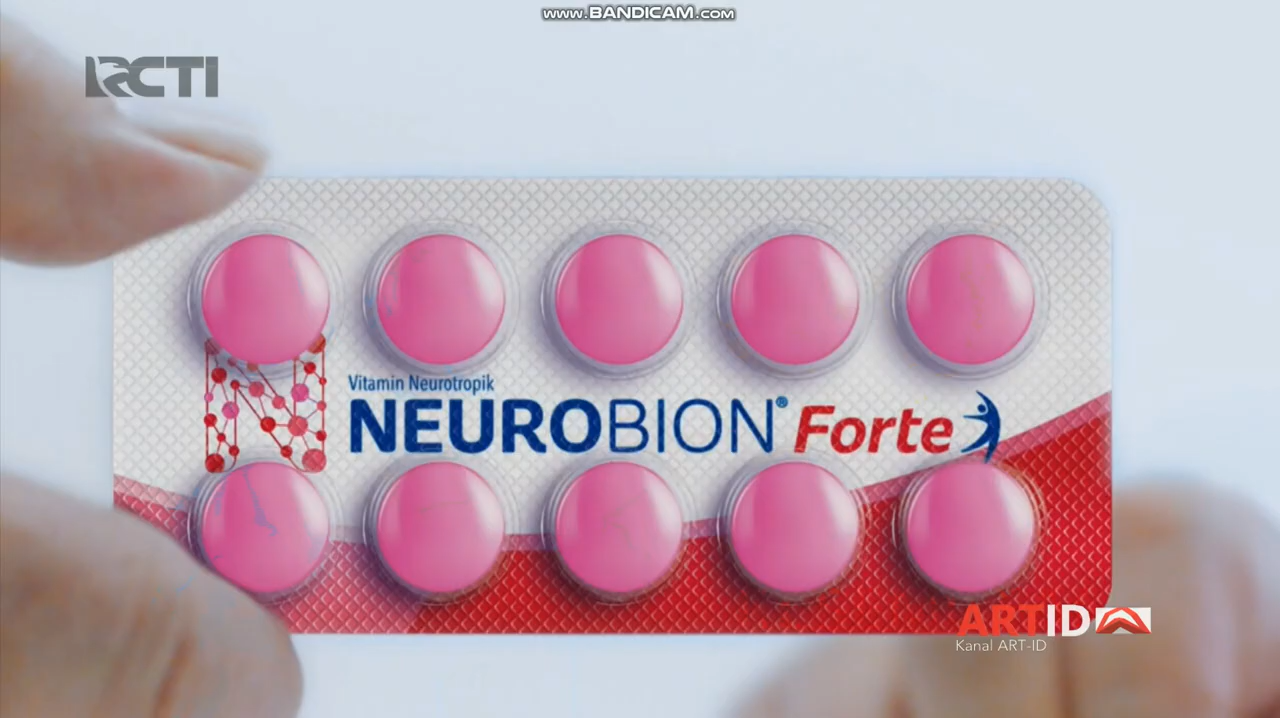 www.BANDICAM.com
RCTI
Vitamin Neurotropik
NEUROBION® Forte
ARTID
Kanal ART-ID